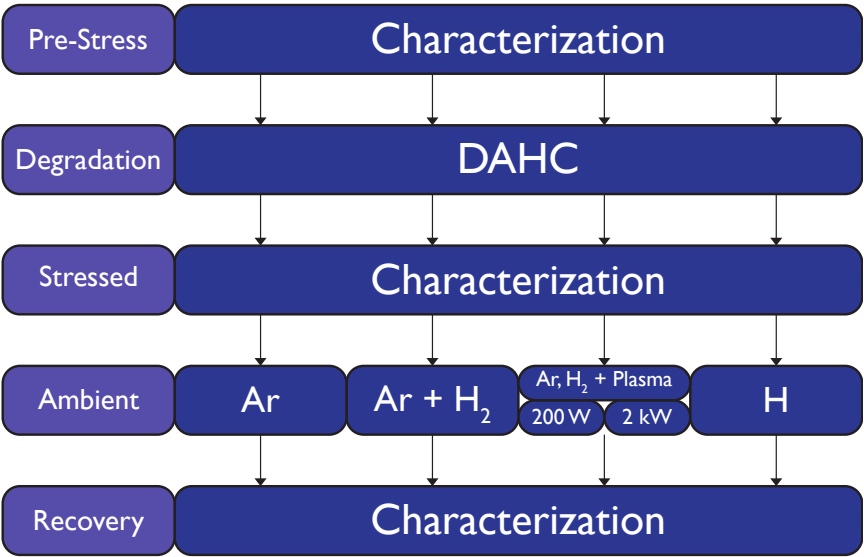 Pre-Stress
Characterization
Degradation
DAHC
Stressed
Characterization
Ambient
Ar
Ar + H₂
Ar, H₂ + Plasma
200 W
2 kW
H
Recovery
Characterization